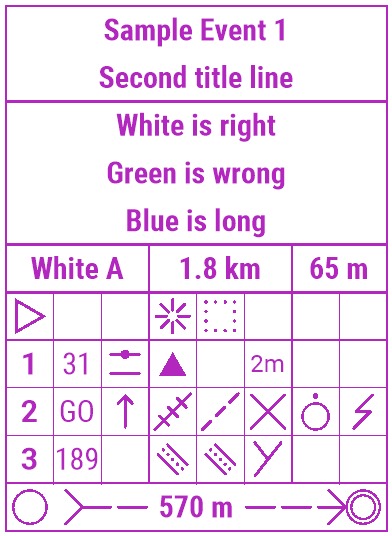 Sample Event 1
Second title line
White is right
Green is wrong
Blue is long
White A 1.8 km 65 m
1 31 2m
2 GO
3 189
570 m